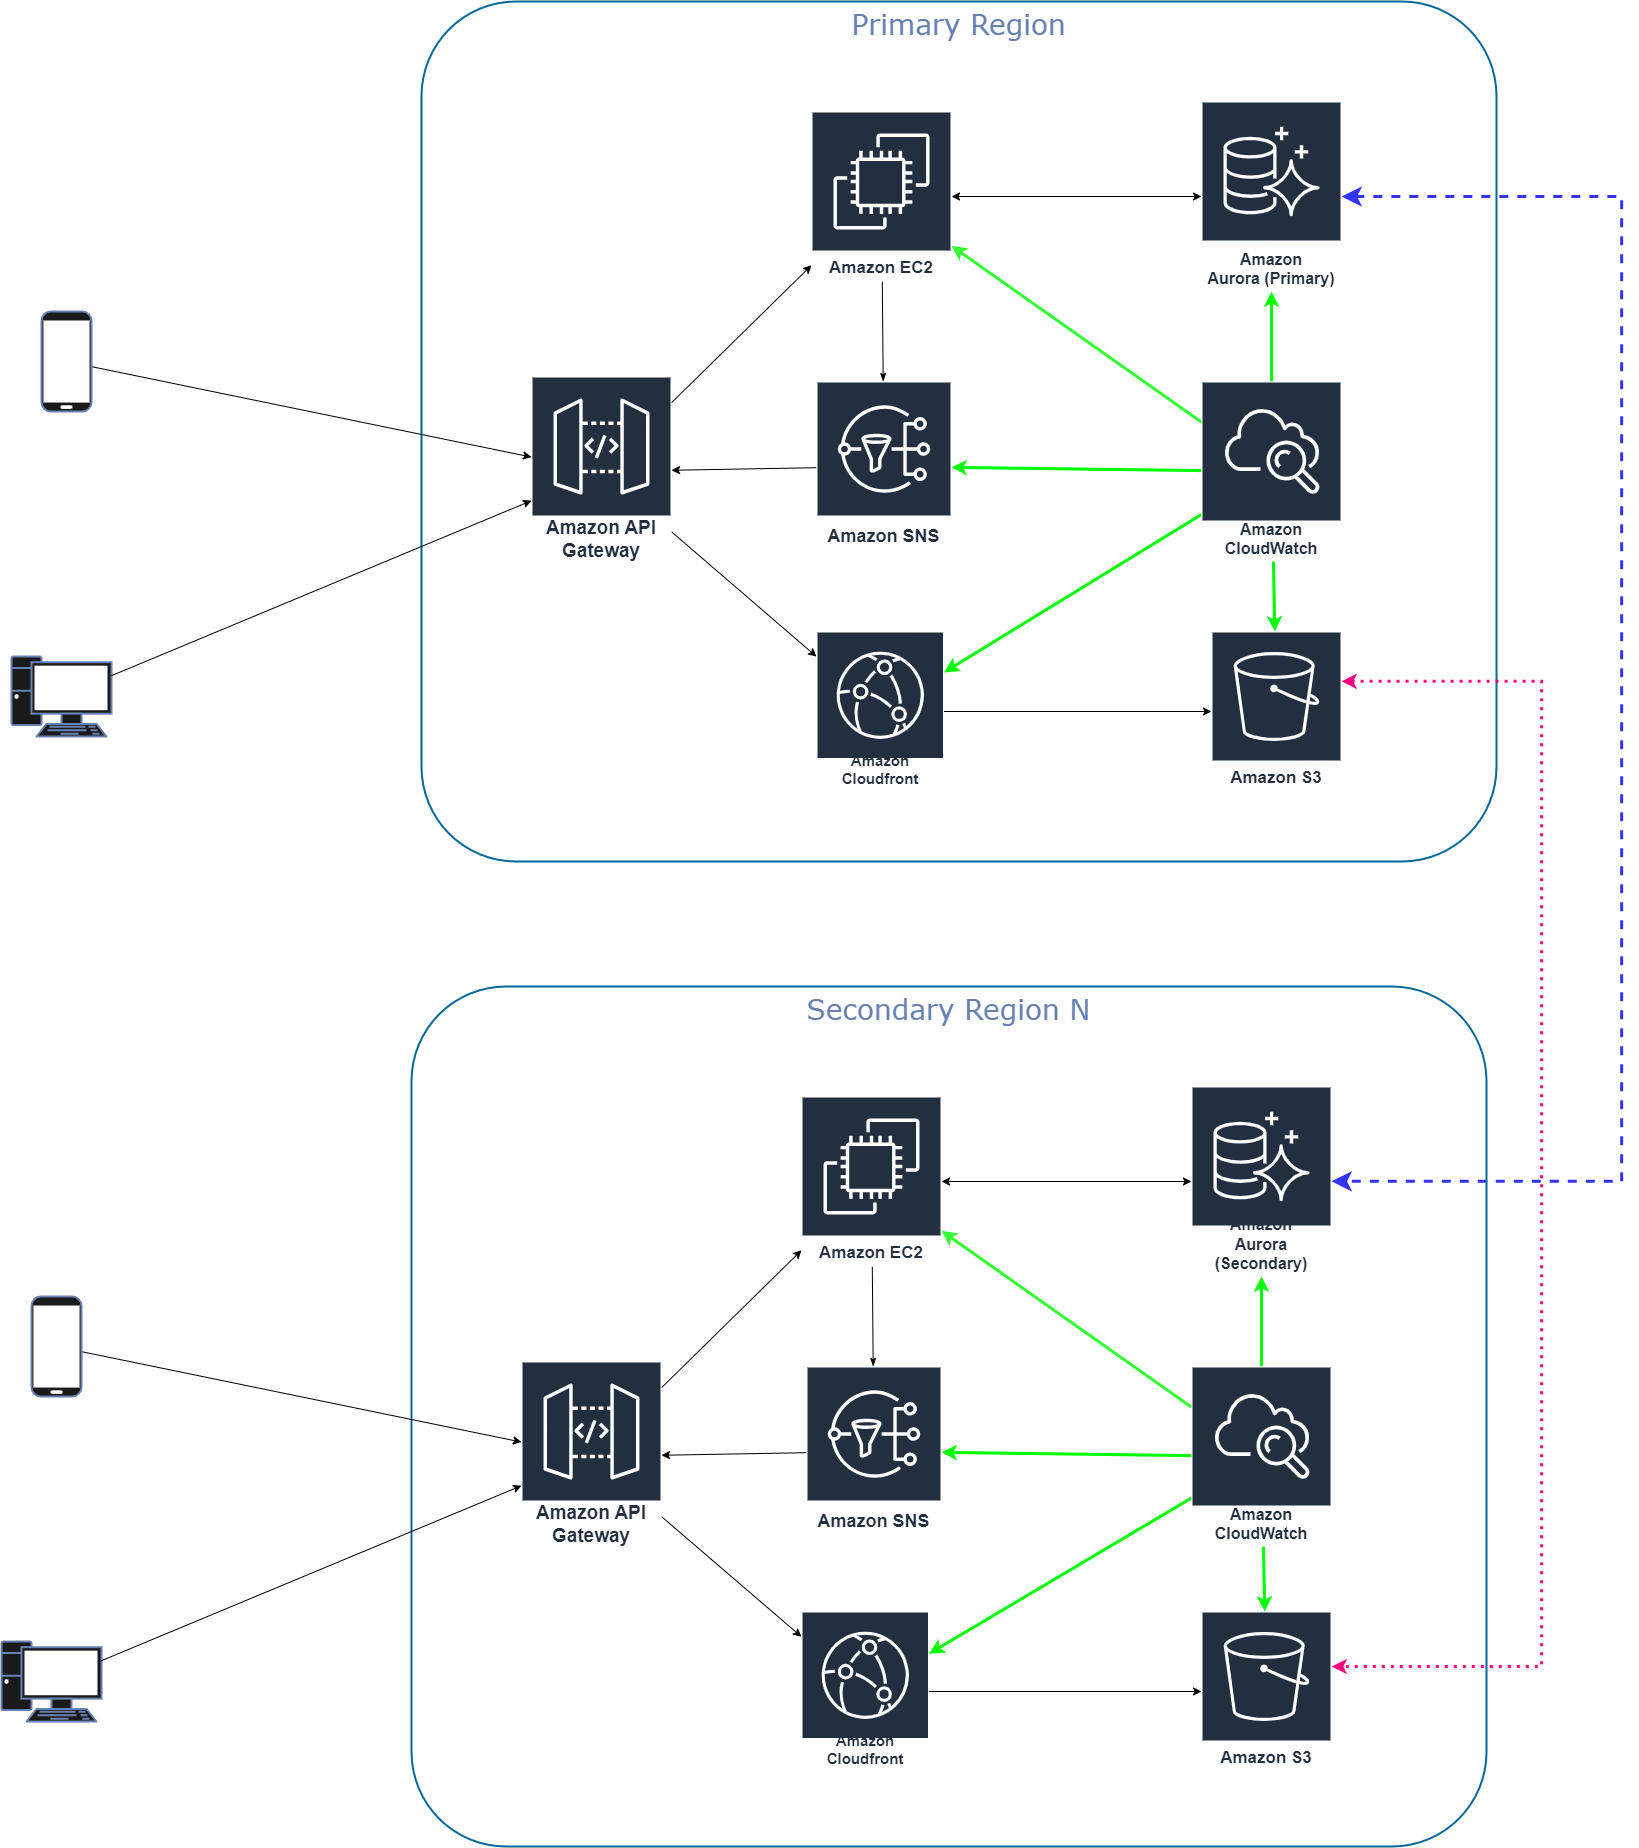 Primary Region
Amazon EC2
Amazon
Aurora (Primary)
Amazon API
Gateway
Amazon SNS
Amazon
CloudWatch
Amazon
Cloudfront
Amazon S3
Secondary Region N
Amazon EC2
Amazon
Aurora
(Secondary)
Amazon API
Gateway
Amazon SNS
Amazon
CloudWatch
Amazon
Cloudfront
Amazon S3